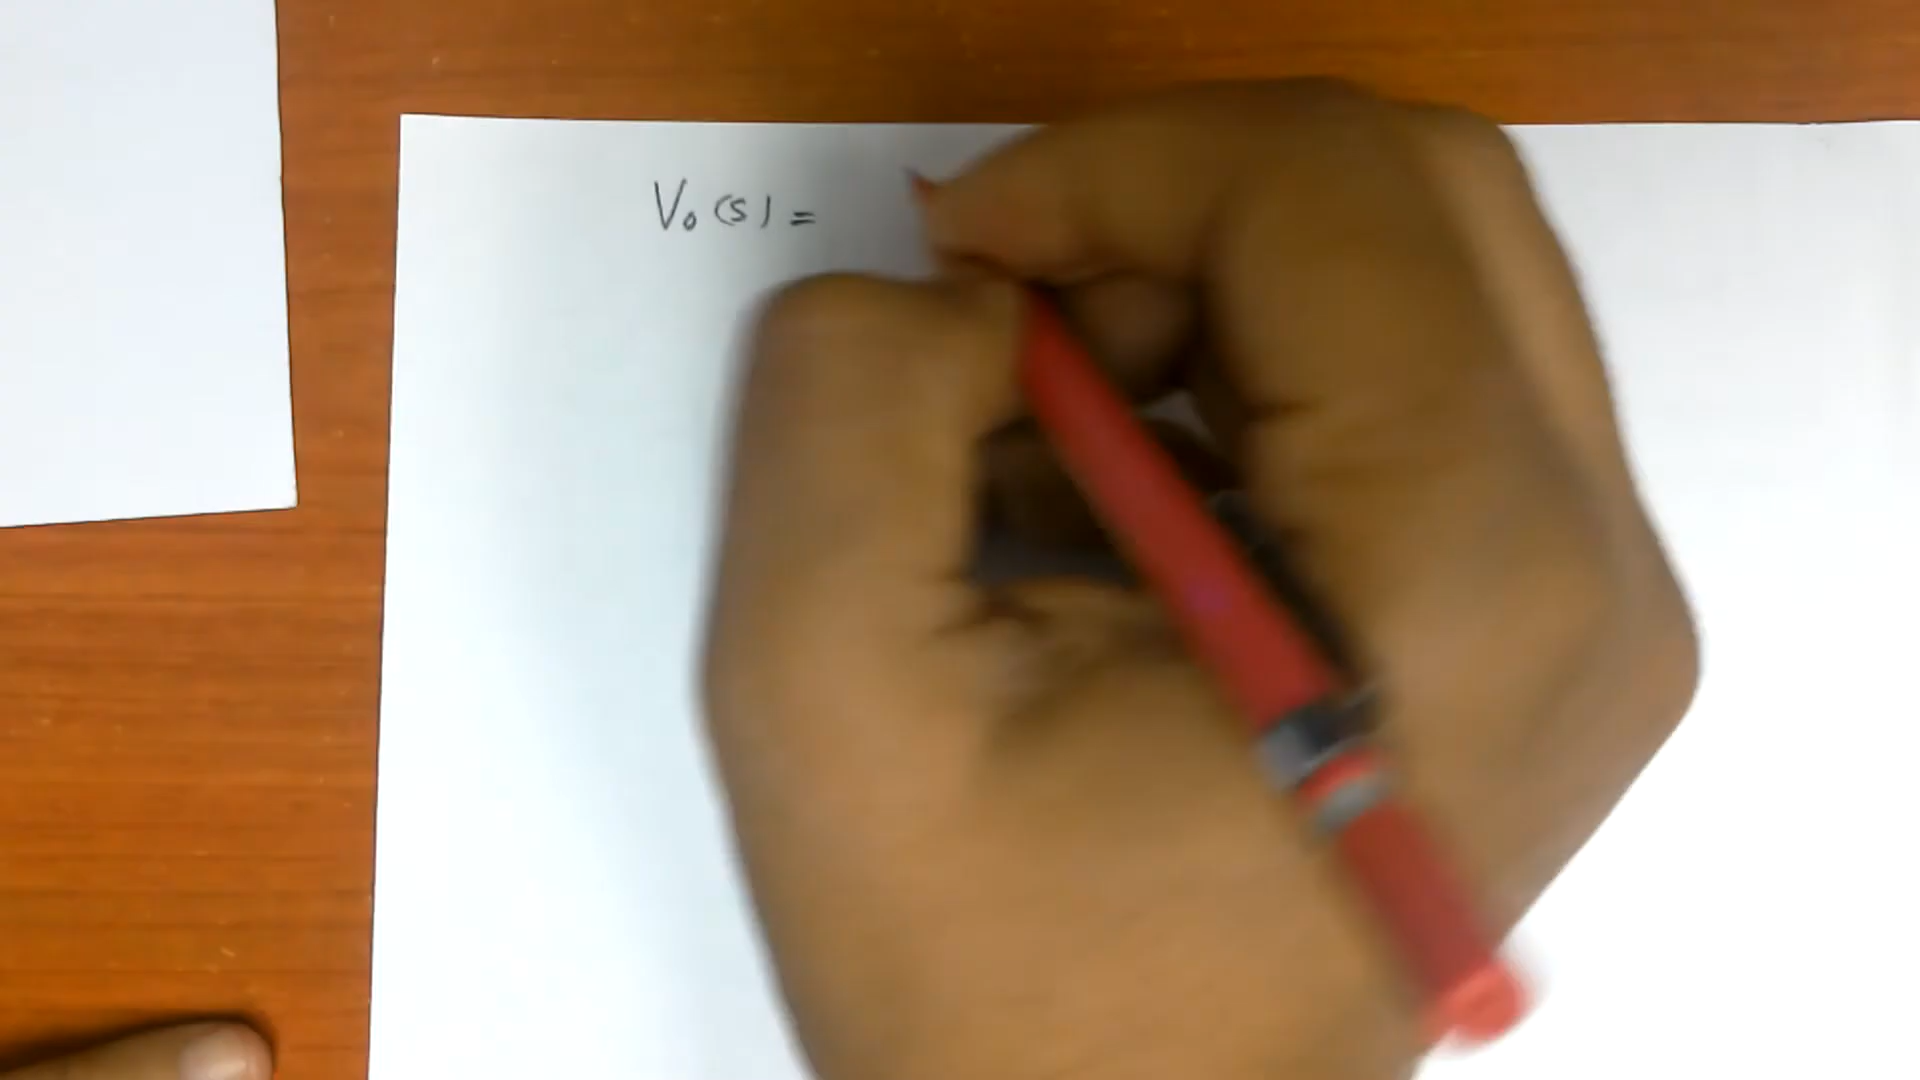 V₀(s) =